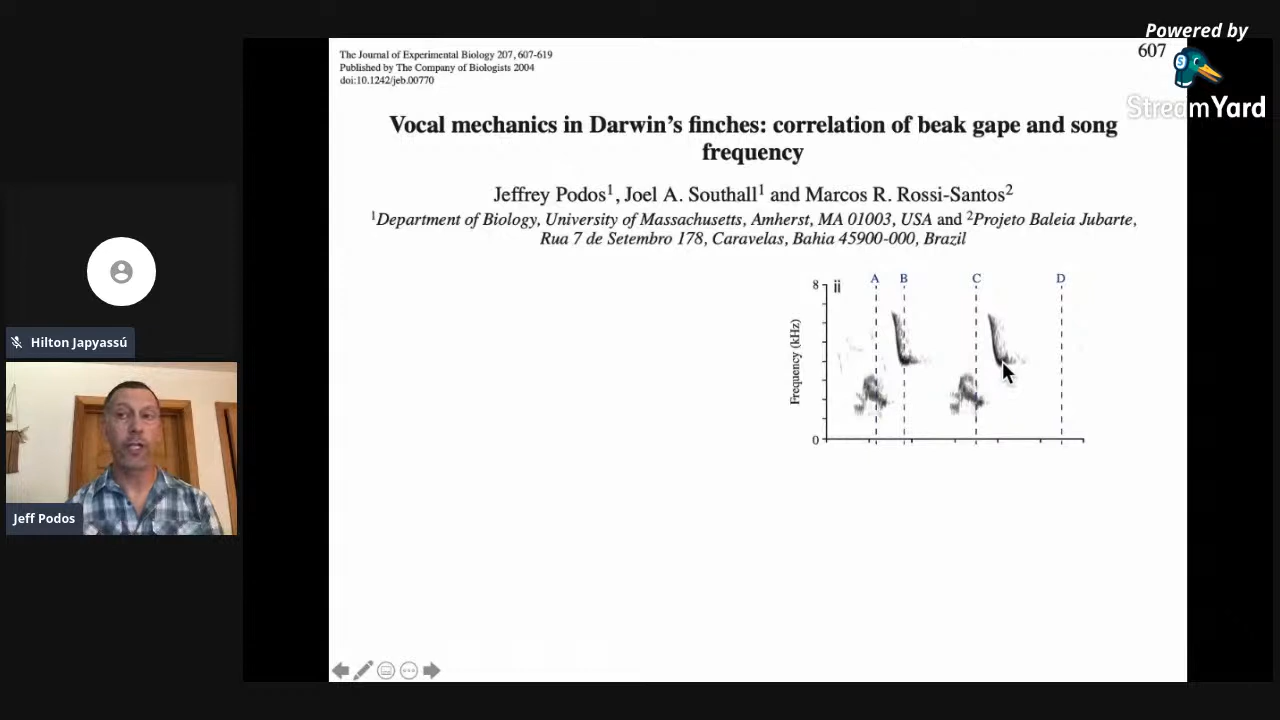 Powered by
StreamYard
The Journal of Experimental Biology 207, 607-619
Published by The Company of Biologists 2004
doi:10.1242/jeb.00770
607
Vocal mechanics in Darwin's finches: correlation of beak gape and song
frequency
Jeffrey Podos¹, Joel A. Southall¹ and Marcos R. Rossi-Santos²
¹Department of Biology, University of Massachusetts, Amherst, MA 01003, USA and ²Projeto Baleia Jubarte,
Rua 7 de Setembro 178, Caravelas, Bahia 45900-000, Brazil
A B C D
8 ii
Frequency (kHz)
0
Hilton Japyassú
Jeff Podos